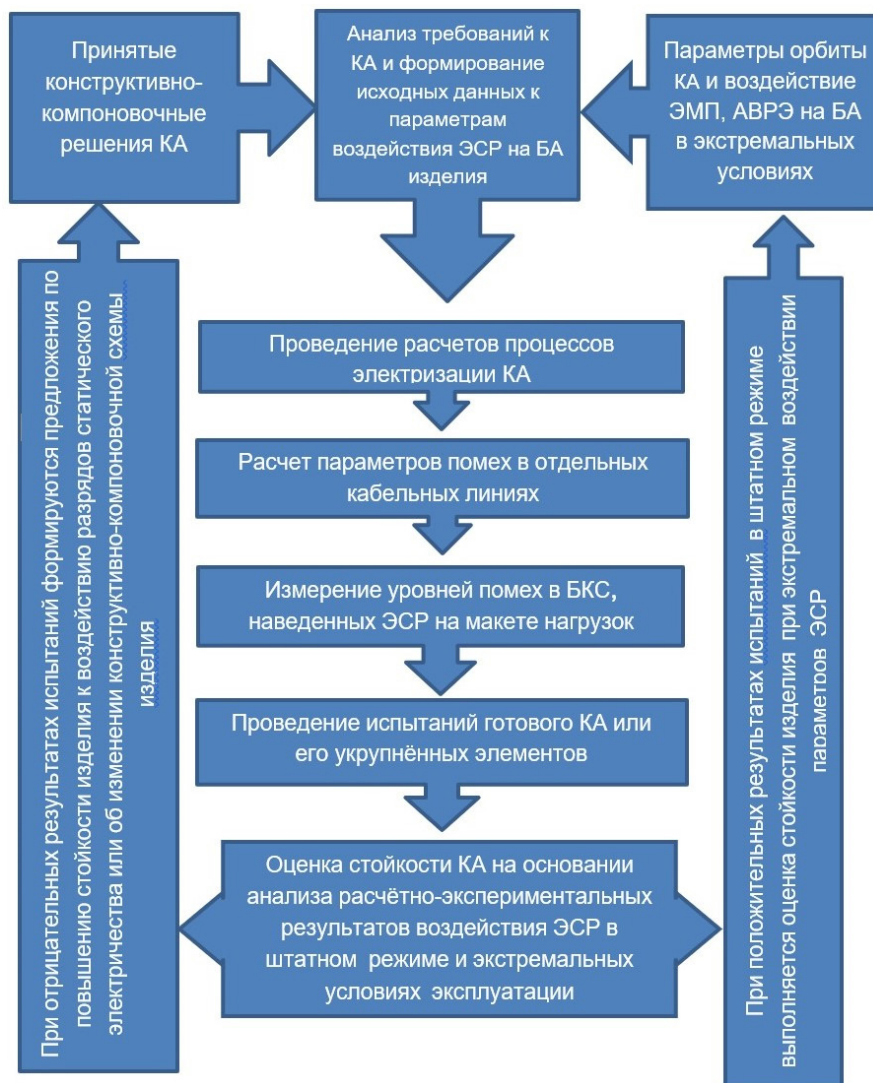 Принятые
конструктивно-
компоновочные
решения КА
Анализ требований к
КА и формирование
исходных данных к
параметрам
воздействия ЭСР на БА
изделия
Параметры орбиты
КА и воздействие
ЭМП, АВРЭ на БА
в экстремальных
условиях
Проведение расчетов процессов
электризации КА
Расчет параметров помех в отдельных
кабельных линиях
Измерение уровней помех в БКС,
наведенных ЭСР на макете нагрузок
Проведение испытаний готового КА или
его укрупнённых элементов
Оценка стойкости КА на основании
анализа расчётно-экспериментальных
результатов воздействия ЭСР в
штатном режиме и экстремальных
условиях эксплуатации
При отрицательных результатах испытаний формируются предложения по
повышению стойкости изделия к воздействию разрядов статического
электричества или об изменении конструктивно-компоновочной схемы
изделия
При положительных результатах испытаний в штатном режиме
выполняется оценка стойкости изделия при экстремальном воздействии
параметров ЭСР